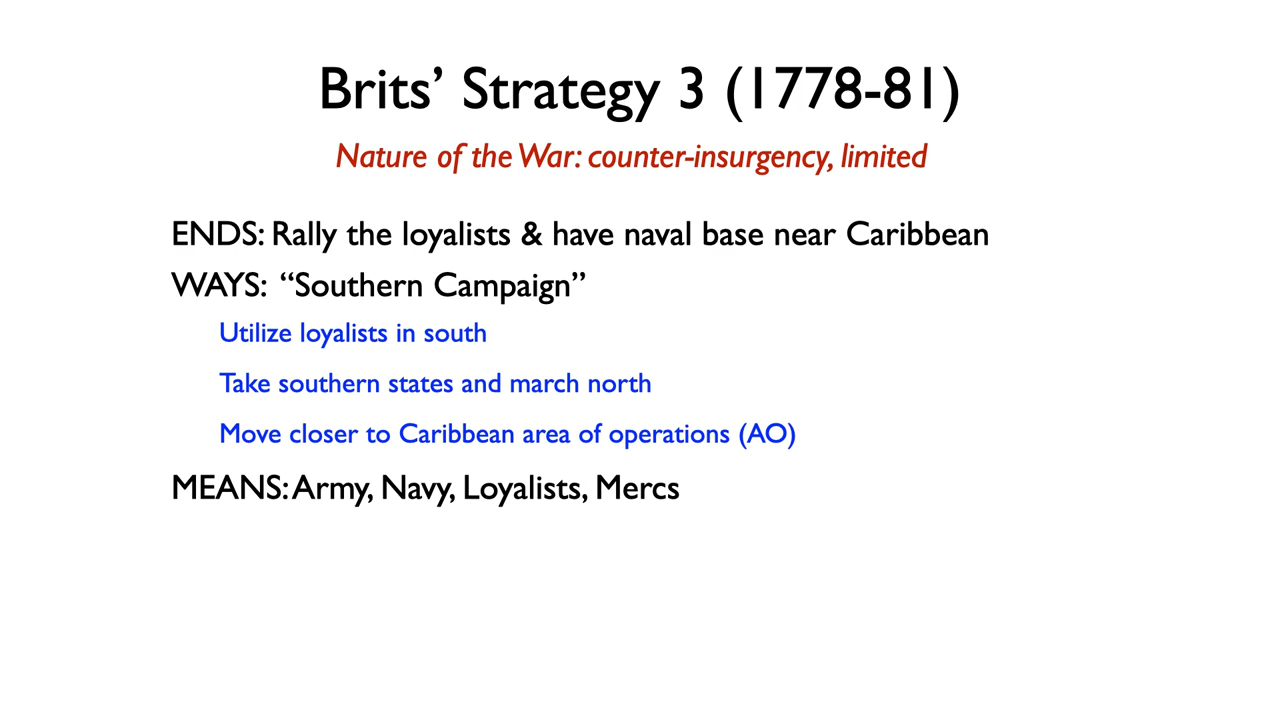 Brits’ Strategy 3 (1778-81)
Nature of the War: counter-insurgency, limited
ENDS: Rally the loyalists & have naval base near Caribbean
WAYS: “Southern Campaign”
Utilize loyalists in south
Take southern states and march north
Move closer to Caribbean area of operations (AO)
MEANS: Army, Navy, Loyalists, Mercs